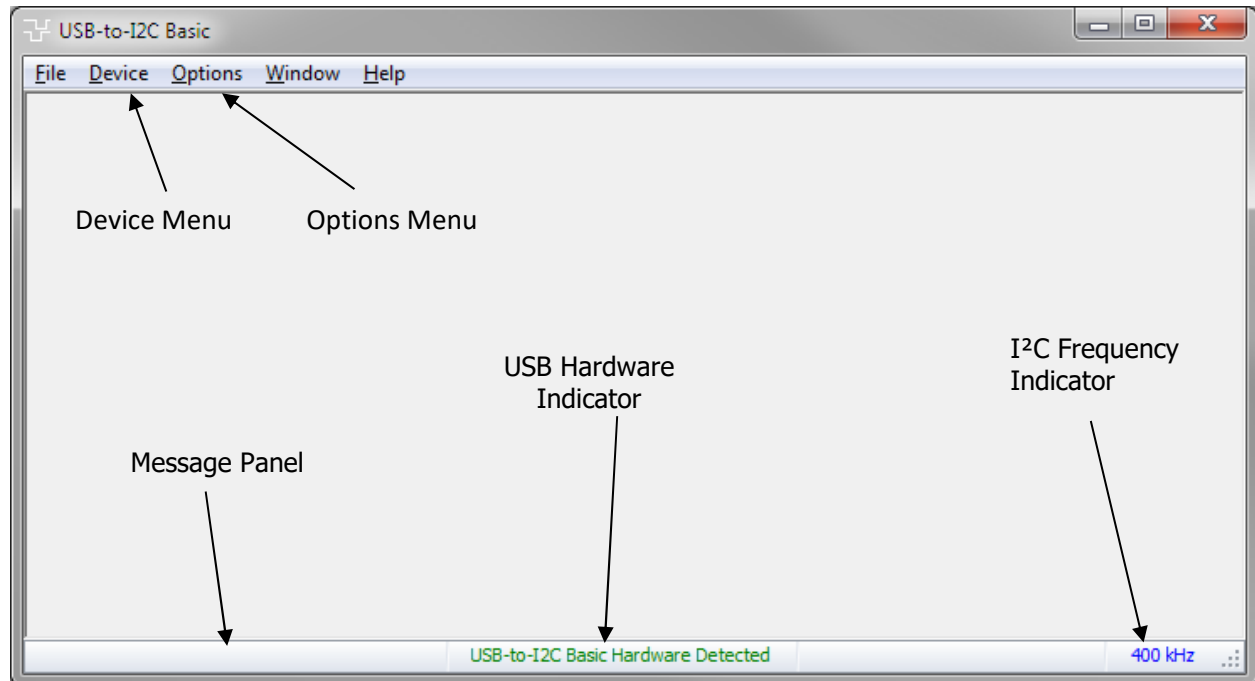 USB-to-I2C Basic
File Device Options Window Help
Device Menu Options Menu
I²C Frequency
Indicator
USB Hardware
Indicator
Message Panel
USB-to-I2C Basic Hardware Detected 400 kHz